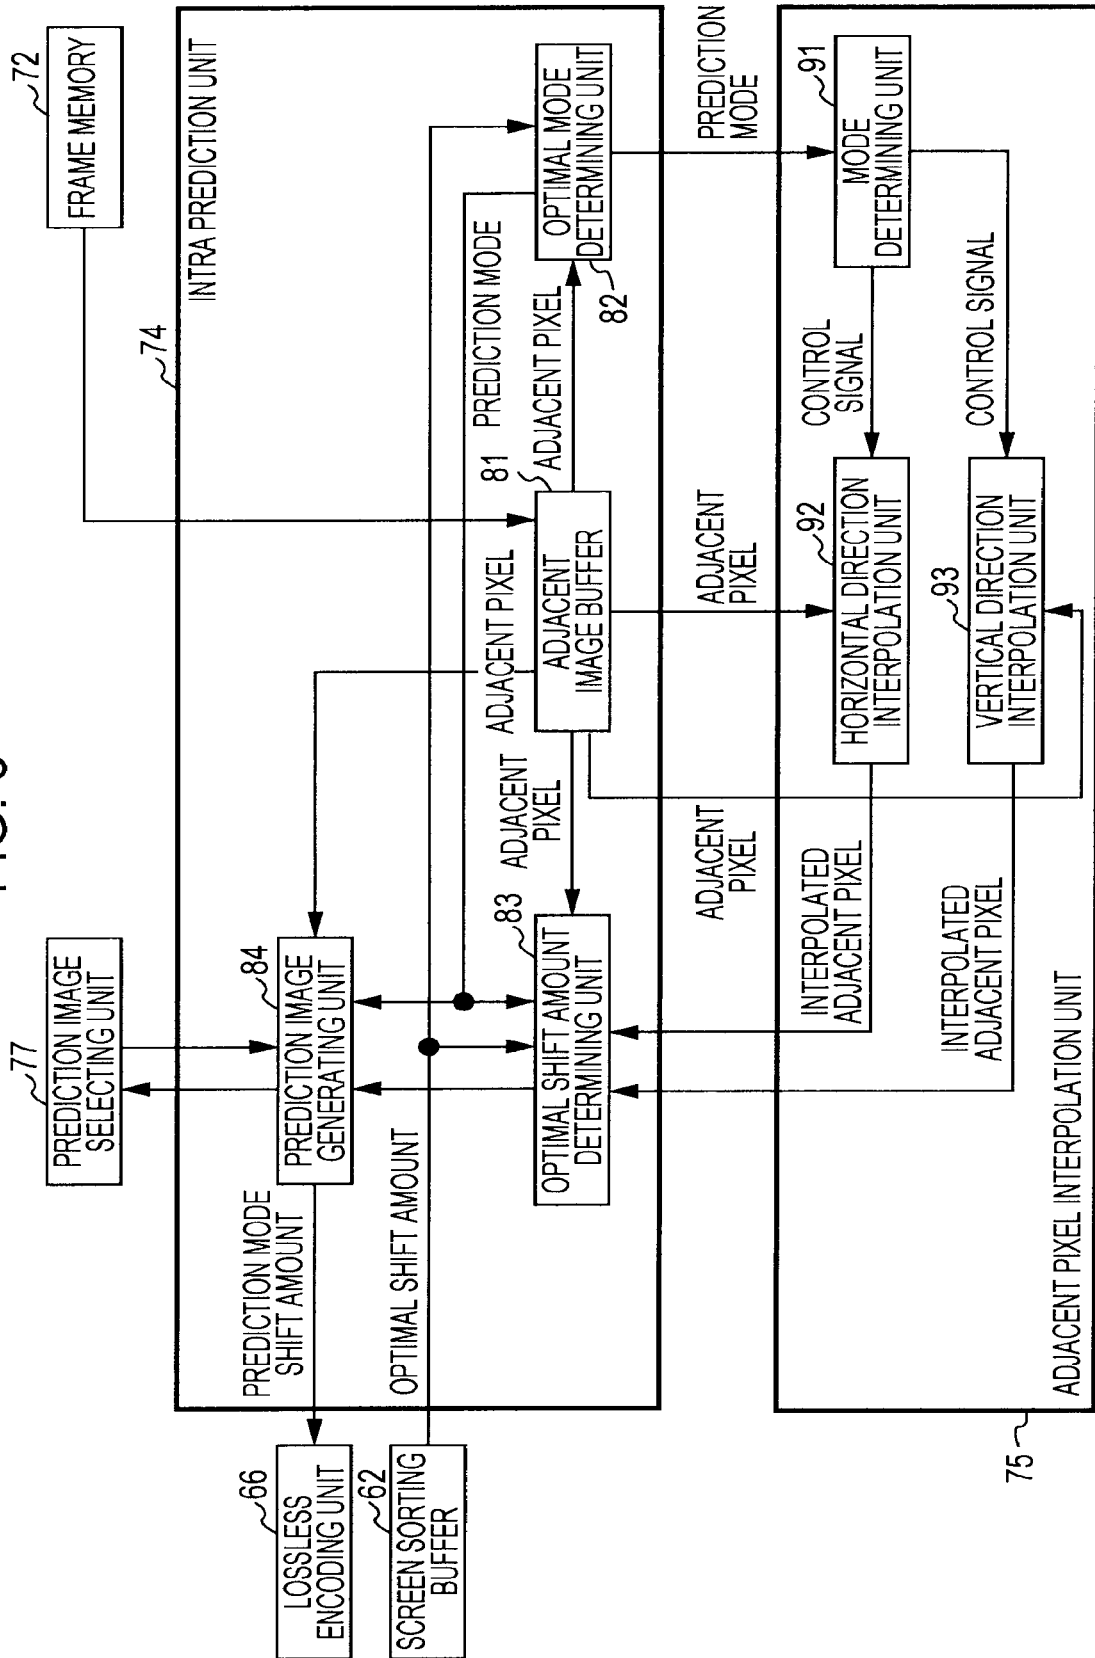 72
FRAME MEMORY
77
PREDICTION IMAGE
SELECTING UNIT
74
INTRA PREDICTION UNIT
66
LOSSLESS
ENCODING UNIT
PREDICTION MODE
SHIFT AMOUNT
84
PREDICTION IMAGE
GENERATING UNIT
62
SCREEN SORTING
BUFFER
OPTIMAL SHIFT AMOUNT
PREDICTION MODE
ADJACENT PIXEL
83
OPTIMAL SHIFT AMOUNT
DETERMINING UNIT
ADJACENT
PIXEL
81
ADJACENT
IMAGE BUFFER
ADJACENT PIXEL
82
OPTIMAL MODE
DETERMINING UNIT
ADJACENT
PIXEL
ADJACENT
PIXEL
PREDICTION
MODE
75
ADJACENT PIXEL INTERPOLATION UNIT
INTERPOLATED
ADJACENT PIXEL
92
HORIZONTAL DIRECTION
INTERPOLATION UNIT
CONTROL
SIGNAL
91
MODE
DETERMINING UNIT
INTERPOLATED
ADJACENT PIXEL
93
VERTICAL DIRECTION
INTERPOLATION UNIT
CONTROL SIGNAL